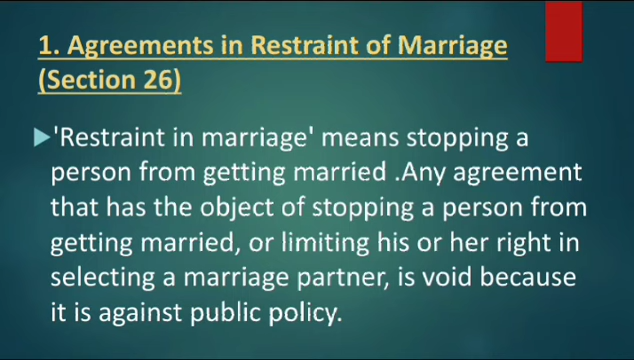 1. Agreements in Restraint of Marriage
(Section 26)
'Restraint in marriage' means stopping a
person from getting married .Any agreement
that has the object of stopping a person from
getting married, or limiting his or her right in
selecting a marriage partner, is void because
it is against public policy.